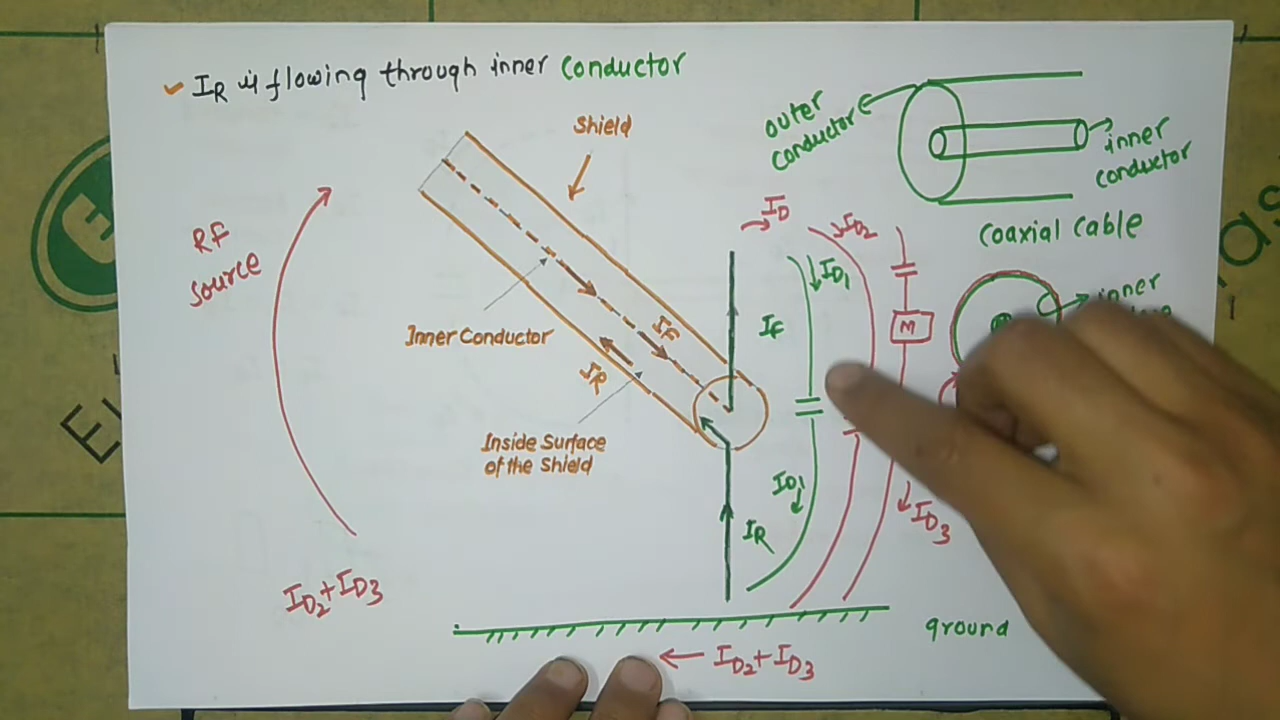 ✓ IR is flowing through inner conductor
Shield
outer
conductor
inner
conductor
coaxial cable
RF
source
ID
ID2
ID1
IF
M
inner
Inner Conductor
IF
IR
Inside Surface
of the Shield
ID1
IR
ID3
ID2+ID3
ground
← ID2+ID3